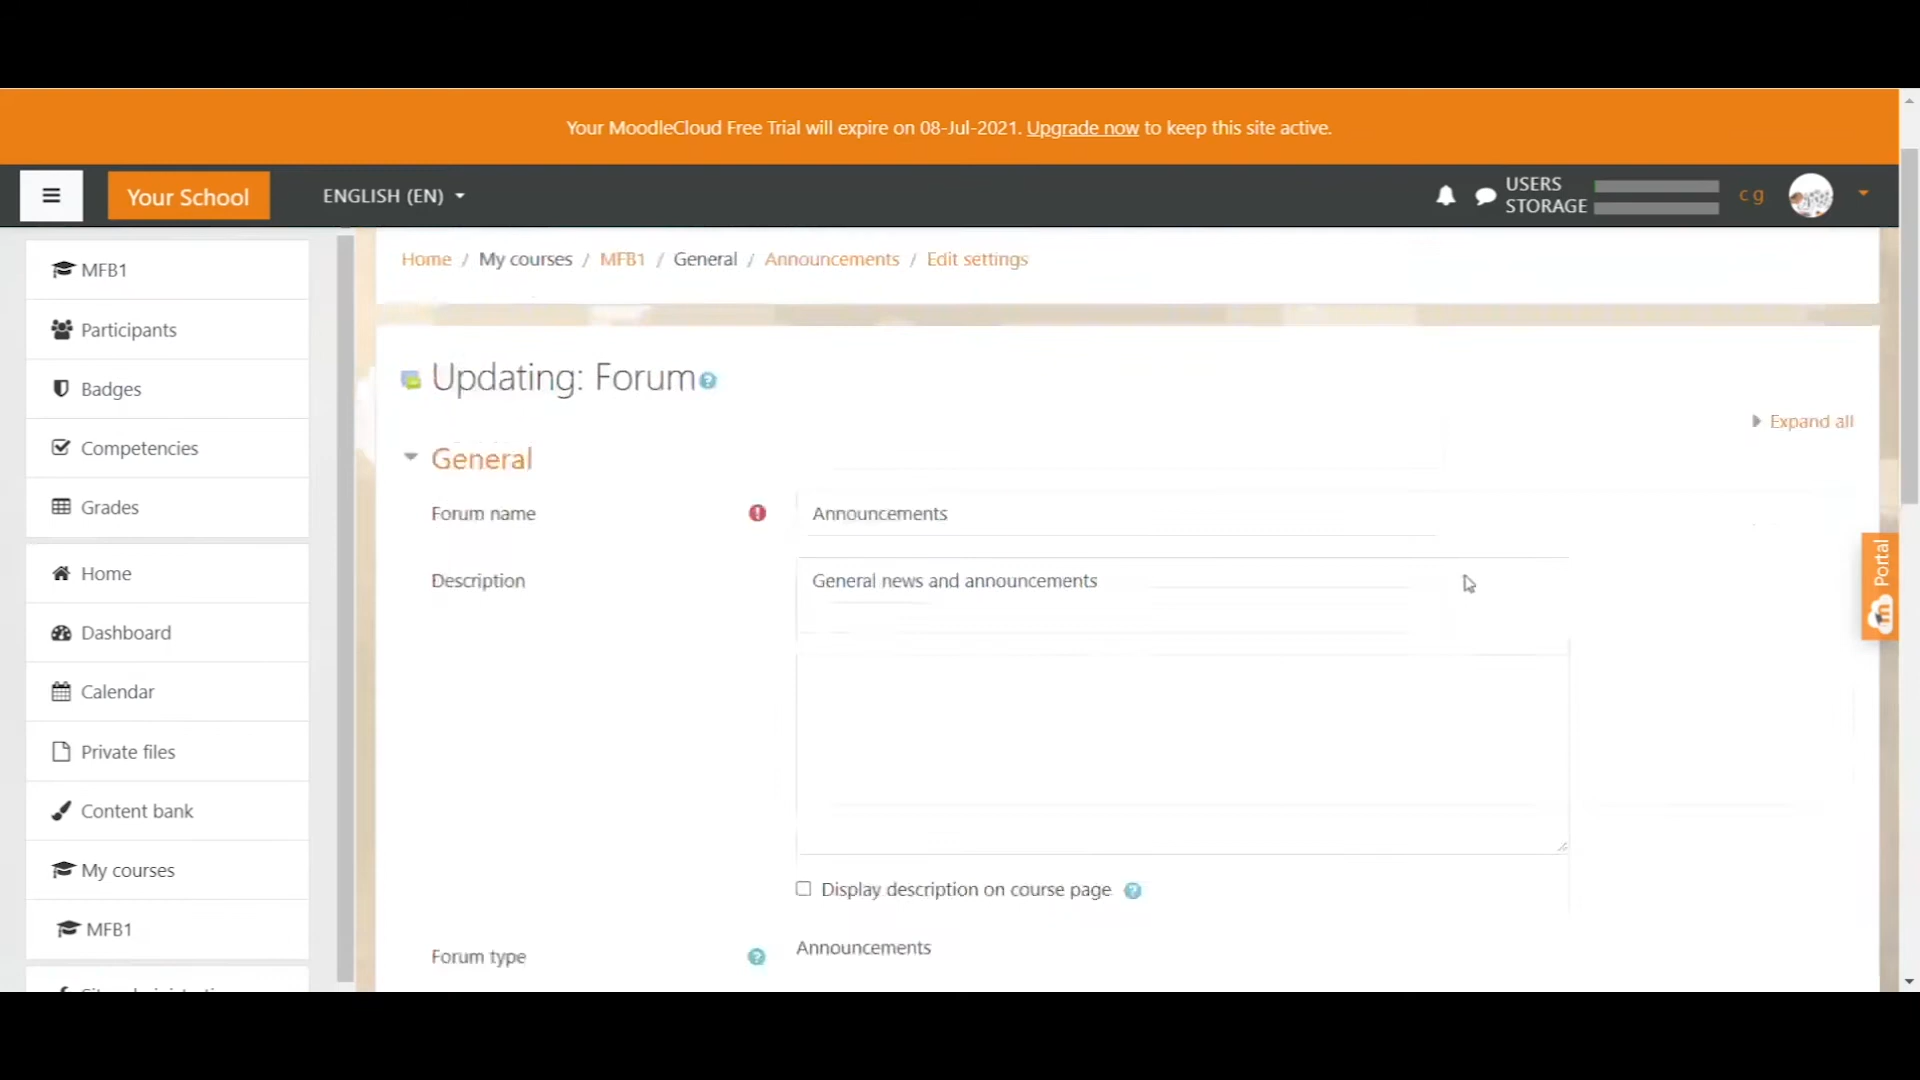 Your MoodleCloud Free Trial will expire on 08-Jul-2021. Upgrade now to keep this site active.
Your School
ENGLISH (EN)
USERS
STORAGE
c g
MFB1
Participants
Badges
Competencies
Grades
Home
Dashboard
Calendar
Private files
Content bank
My courses
MFB1
Home / My courses / MFB1 / General / Announcements / Edit settings
Updating: Forum
Expand all
General
Forum name
Announcements
Description
General news and announcements
Display description on course page
Forum type
Announcements
Portal